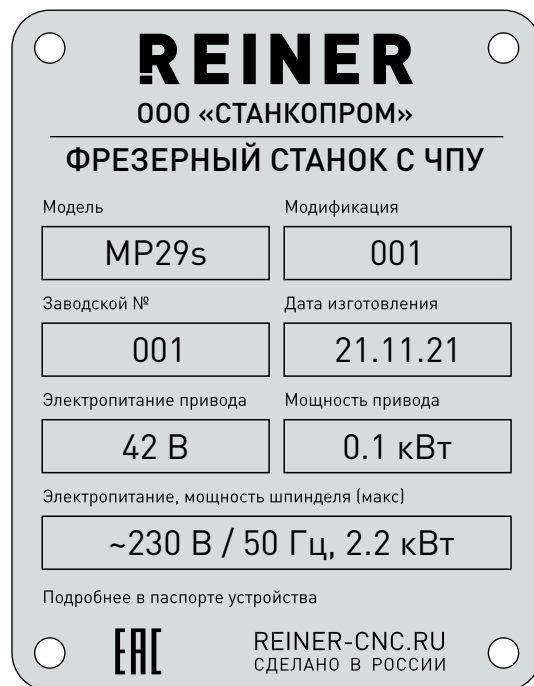 REINER
ООО «СТАНКОПРОМ»
ФРЕЗЕРНЫЙ СТАНОК С ЧПУ
Модель Модификация
MP29s 001
Заводской № Дата изготовления
001 21.11.21
Электропитание привода Мощность привода
42 В 0.1 кВт
Электропитание, мощность шпинделя (макс)
~230 В / 50 Гц, 2.2 кВт
Подробнее в паспорте устройства
EAC REINER-CNC.RU
СДЕЛАНО В РОССИИ